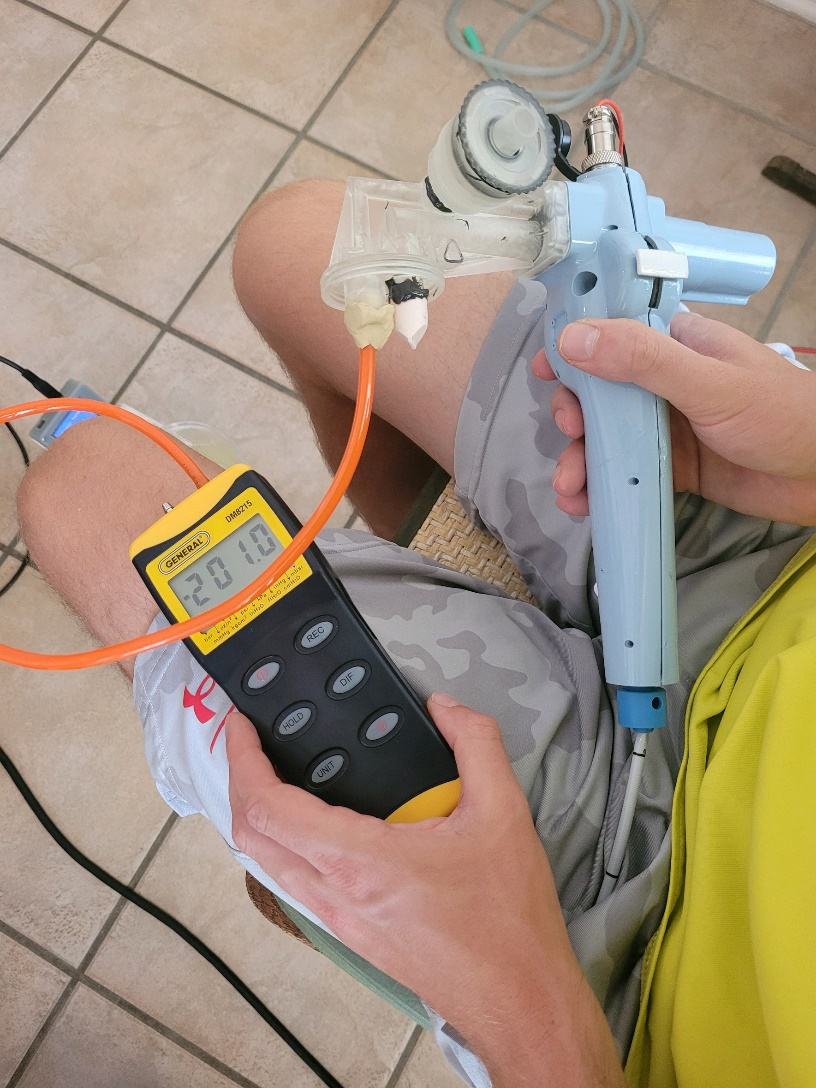 DM8215
GENERAL
-201.0
REC
DIF
HOLD
UNIT